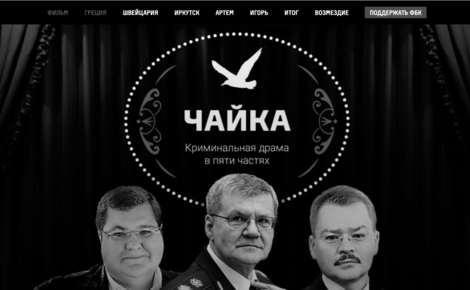 ФИЛЬМ ГРЕЦИЯ ШВЕЙЦАРИЯ ИРКУТСК АРТЕМ ИГОРЬ ИТОГ ВОЗМЕЗДИЕ ПОДДЕРЖАТЬ ФБК
ЧАЙКА
Криминальная драма
в пяти частях